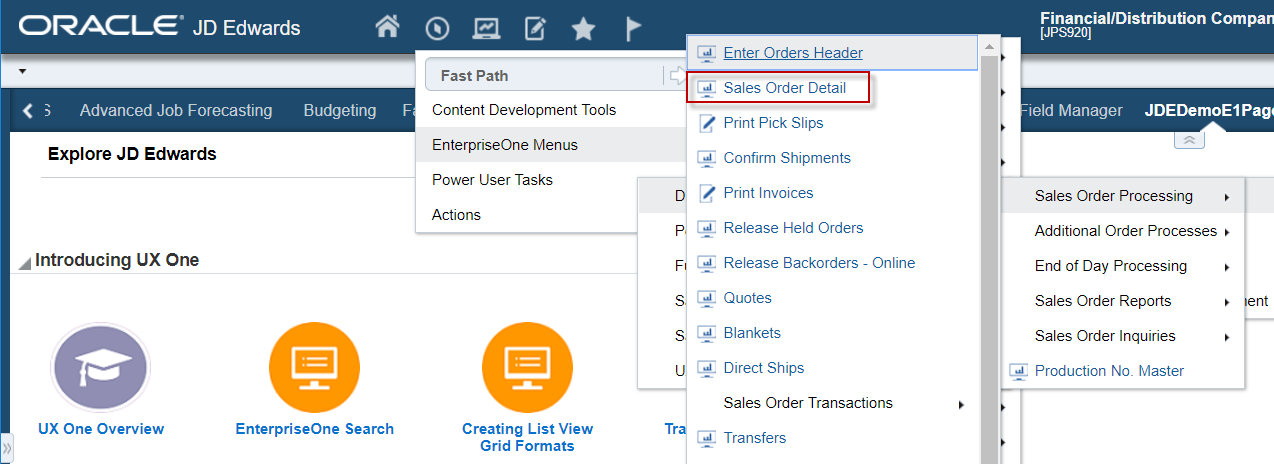 ORACLE JD Edwards
Financial/Distribution Compan
[JPS920]
S
Advanced Job Forecasting
Budgeting
Fa
Field Manager
JDEDemoE1Page
Explore JD Edwards
Fast Path
Content Development Tools
EnterpriseOne Menus
Power User Tasks
Actions
Enter Orders Header
Sales Order Detail
Print Pick Slips
Confirm Shipments
Print Invoices
Release Held Orders
Release Backorders - Online
Quotes
Blankets
Direct Ships
Sales Order Transactions
Transfers
D
P
Fu
S
S
U
Sales Order Processing
Additional Order Processes
End of Day Processing
Sales Order Reports
Sales Order Inquiries
Production No. Master
ment
Introducing UX One
UX One Overview
EnterpriseOne Search
Creating List View
Grid Formats
Tra